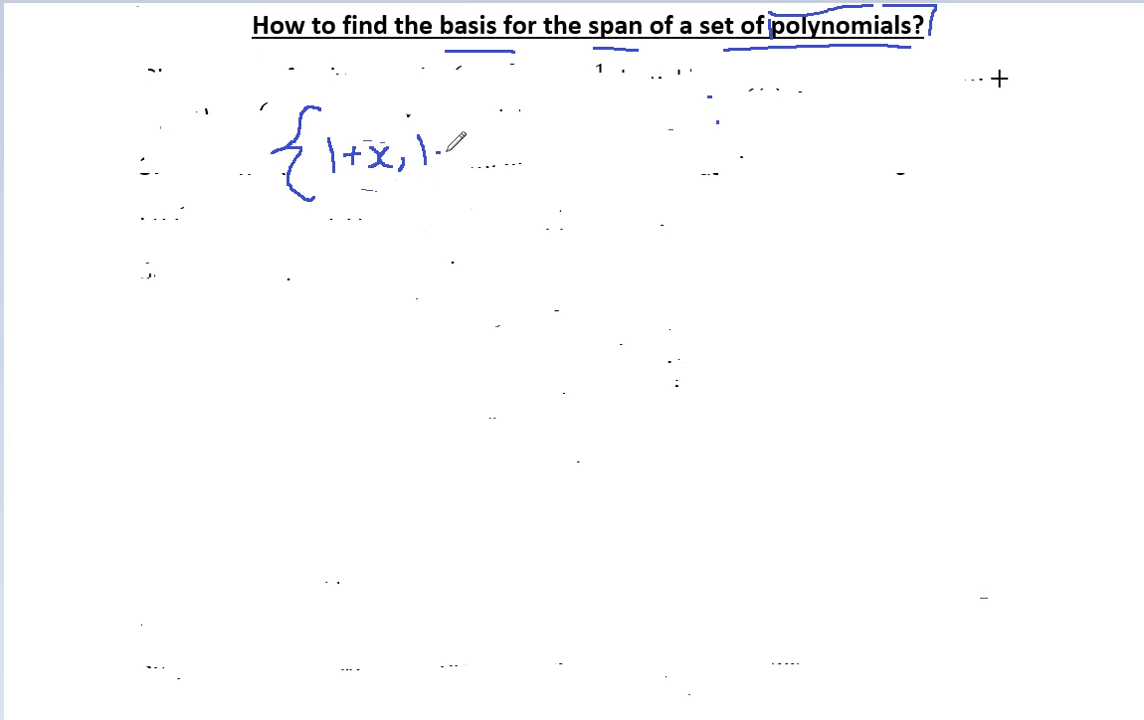 How to find the basis for the span of a set of polynomials?
{1+x, 1-